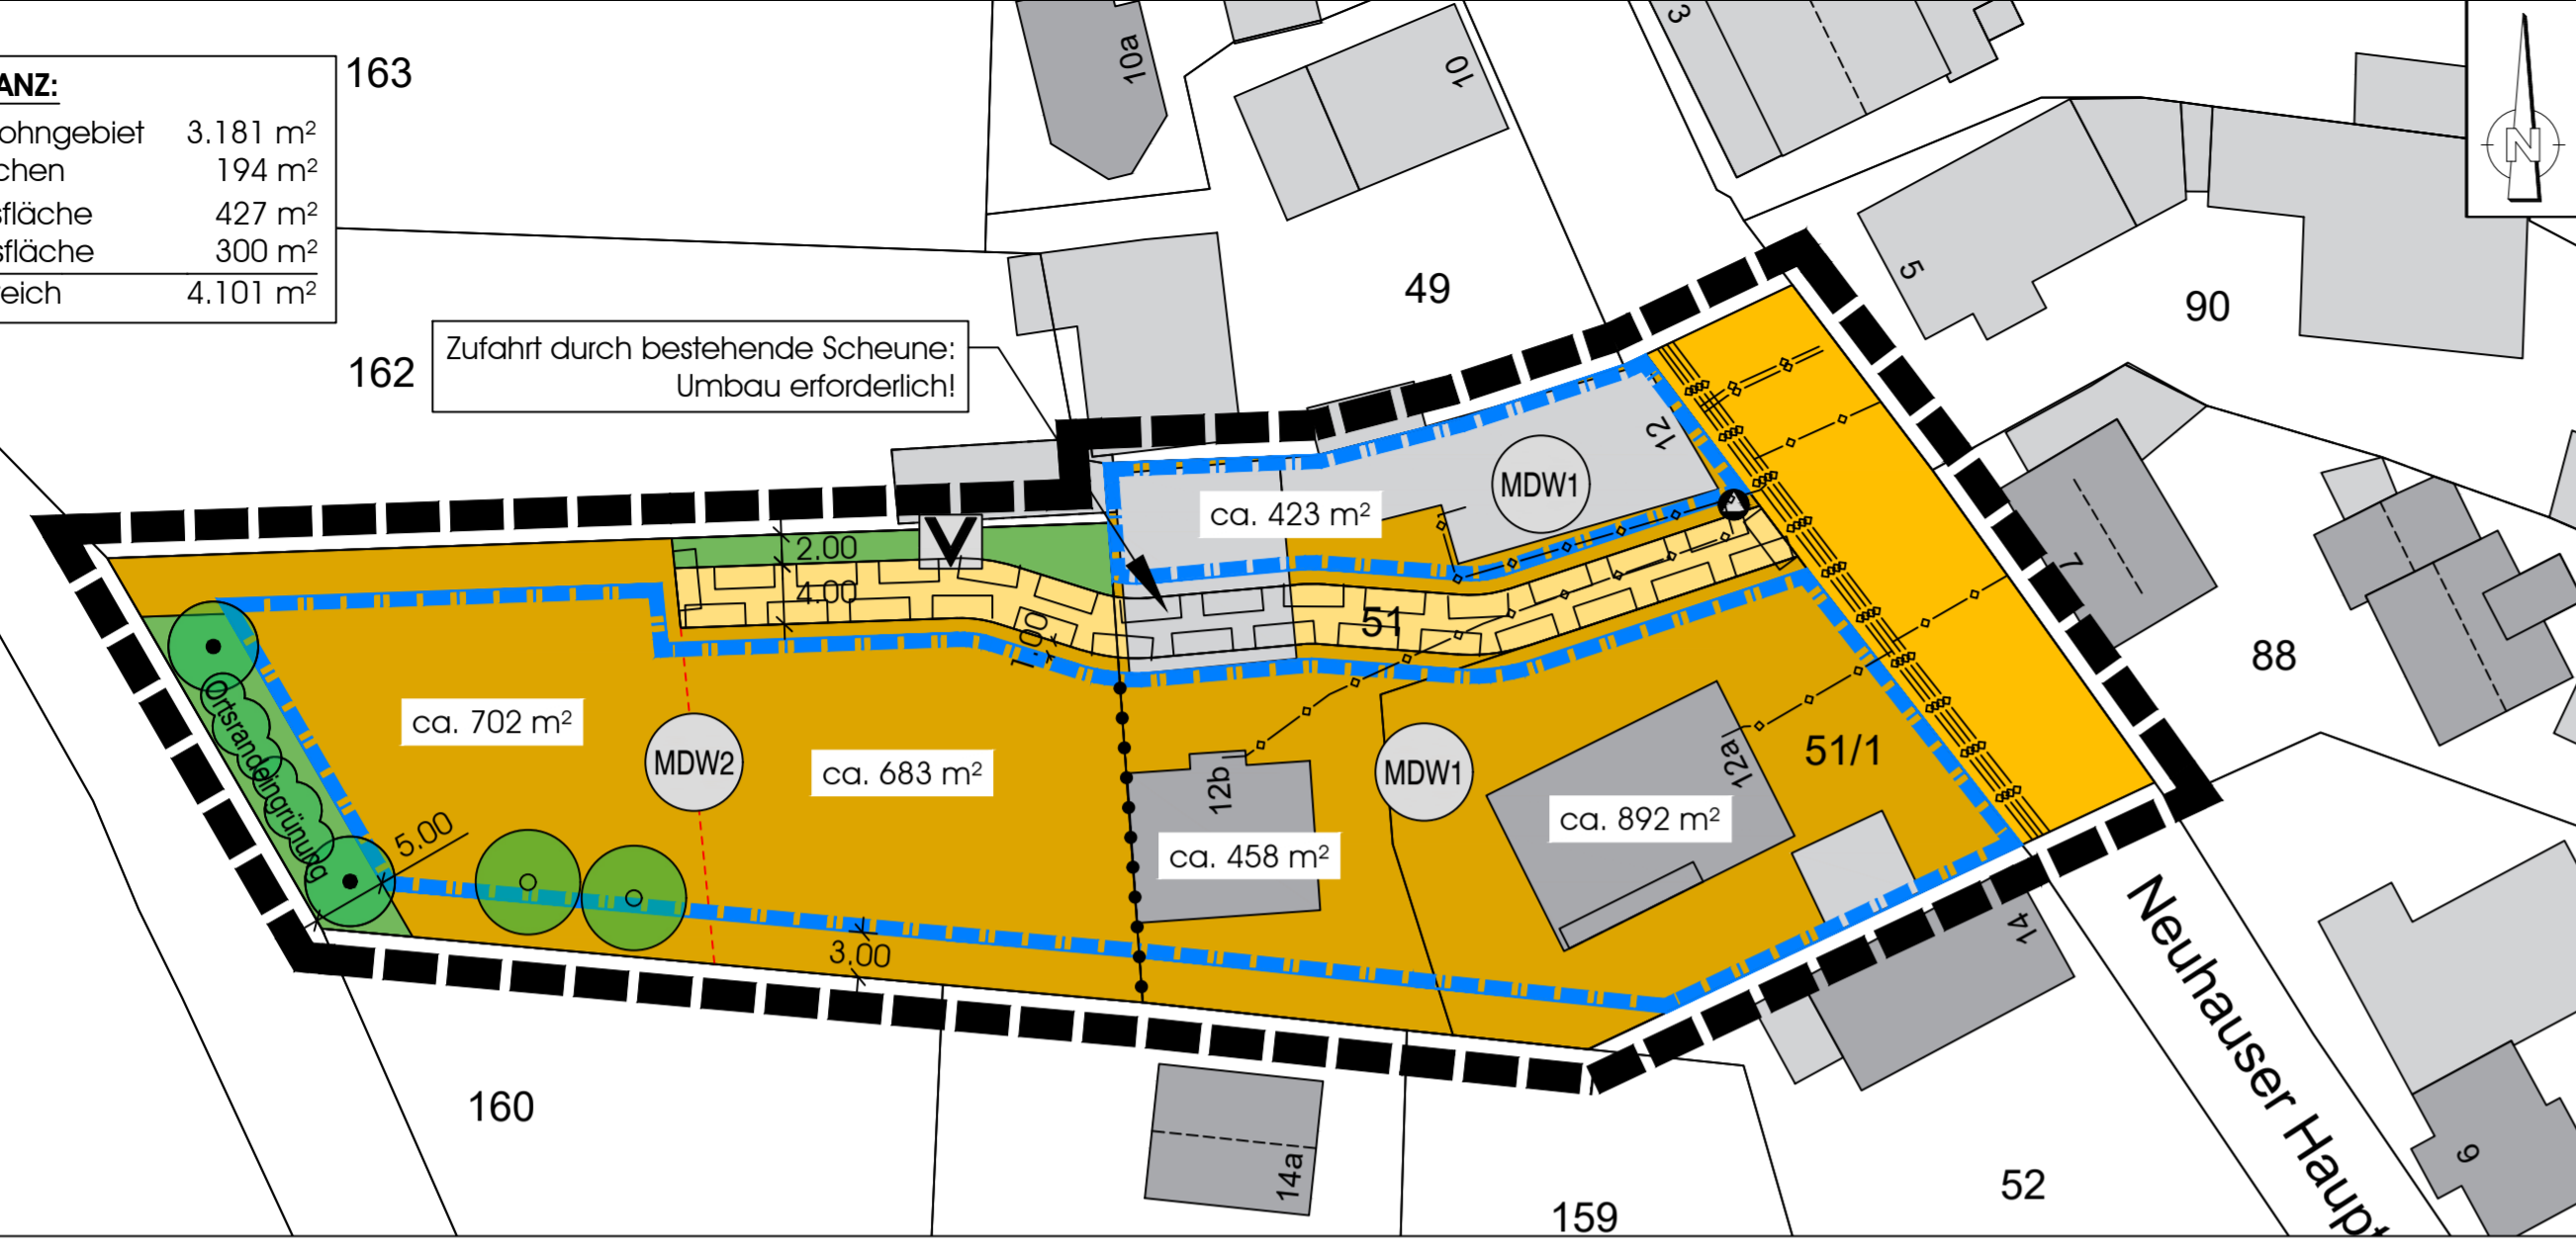 ANZ:
ohngebiet 3.181 m²
chen 194 m²
sfläche 427 m²
sfläche 300 m²
eich 4.101 m²
163
10a
10
3
N
49
5
90
162
Zufahrt durch bestehende Scheune:
Umbau erforderlich!
12
MDW1
ca. 423 m²
V
2.00
4.00
1.00
51
7
88
Ortsrandeingrünung
ca. 702 m²
MDW2
ca. 683 m²
12b
MDW1
12a
51/1
ca. 892 m²
ca. 458 m²
5.00
3.00
14
Neuhauser Haupt
160
14a
159
52
9